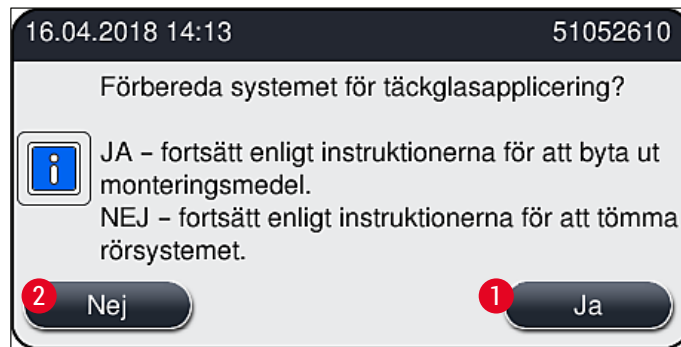 16.04.2018 14:13 51052610
Förbereda systemet för täckglasapplicering?
JA – fortsätt enligt instruktionerna för att byta ut
monteringsmedel.
NEJ – fortsätt enligt instruktionerna för att tömma
rörsystemet.
2 Nej 1 Ja